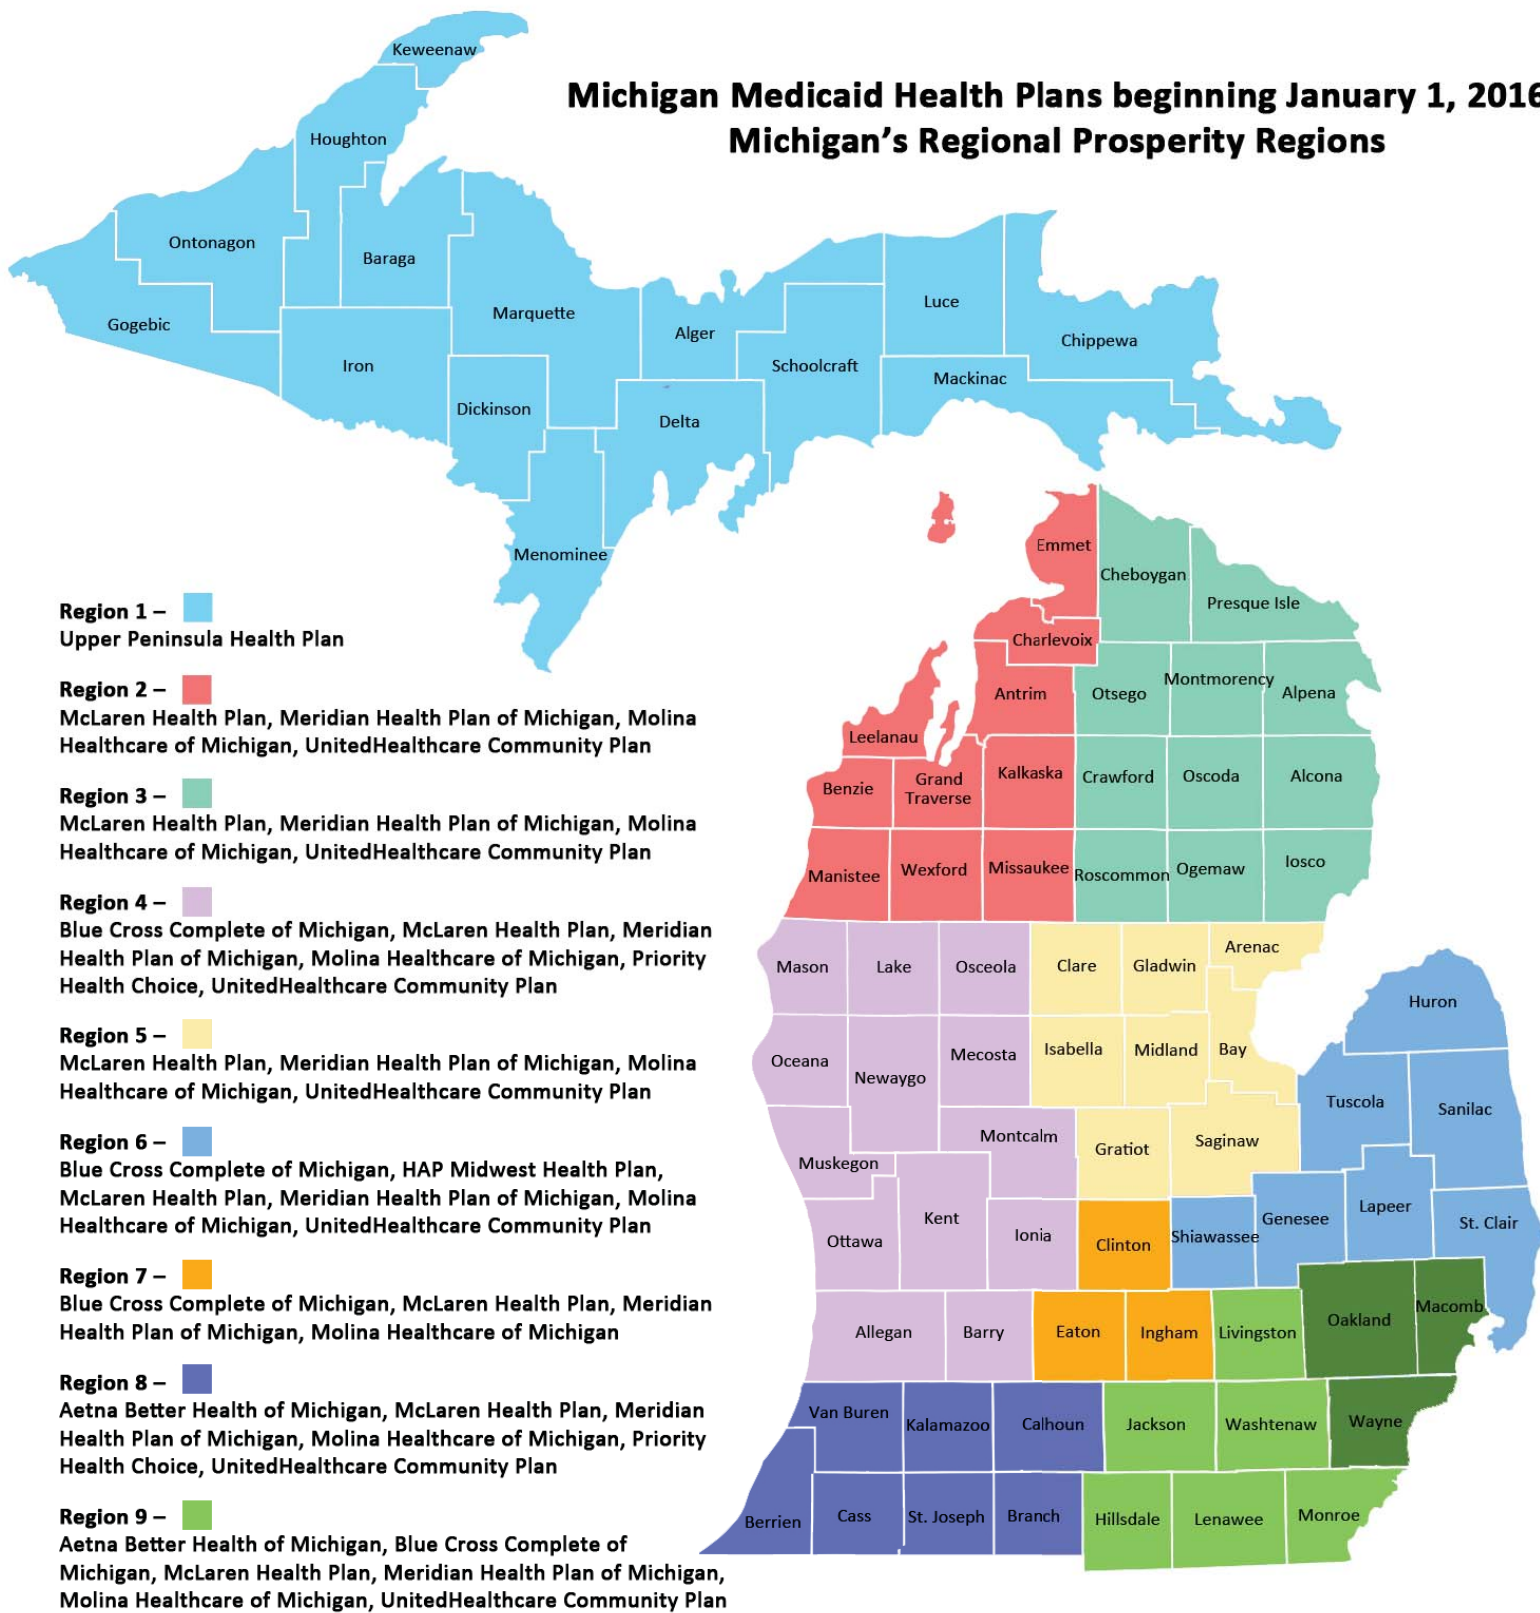 Michigan Medicaid Health Plans beginning January 1, 2016
Michigan's Regional Prosperity Regions
Keweenaw
Houghton
Ontonagon
Baraga
Gogebic
Marquette
Iron
Dickinson
Alger
Luce
Chippewa
Schoolcraft
Mackinac
Delta
Menominee
Region 1 –
Upper Peninsula Health Plan
Region 2 –
McLaren Health Plan, Meridian Health Plan of Michigan, Molina
Healthcare of Michigan, UnitedHealthcare Community Plan
Region 3 –
McLaren Health Plan, Meridian Health Plan of Michigan, Molina
Healthcare of Michigan, UnitedHealthcare Community Plan
Region 4 –
Blue Cross Complete of Michigan, McLaren Health Plan, Meridian
Health Plan of Michigan, Molina Healthcare of Michigan, Priority
Health Choice, UnitedHealthcare Community Plan
Region 5 –
McLaren Health Plan, Meridian Health Plan of Michigan, Molina
Healthcare of Michigan, UnitedHealthcare Community Plan
Region 6 –
Blue Cross Complete of Michigan, HAP Midwest Health Plan,
McLaren Health Plan, Meridian Health Plan of Michigan, Molina
Healthcare of Michigan, UnitedHealthcare Community Plan
Region 7 –
Blue Cross Complete of Michigan, McLaren Health Plan, Meridian
Health Plan of Michigan, Molina Healthcare of Michigan
Region 8 –
Aetna Better Health of Michigan, McLaren Health Plan, Meridian
Health Plan of Michigan, Molina Healthcare of Michigan, Priority
Health Choice, UnitedHealthcare Community Plan
Region 9 –
Aetna Better Health of Michigan, Blue Cross Complete of
Michigan, McLaren Health Plan, Meridian Health Plan of Michigan,
Molina Healthcare of Michigan, UnitedHealthcare Community Plan
Emmet
Cheboygan
Presque Isle
Charlevoix
Antrim
Otsego
Montmorency
Alpena
Leelanau
Benzie
Grand
Traverse
Kalkaska
Crawford
Oscoda
Alcona
Manistee
Wexford
Missaukee
Roscommon
Ogemaw
Iosco
Mason
Lake
Osceola
Clare
Gladwin
Arenac
Huron
Oceana
Newaygo
Mecosta
Isabella
Midland
Bay
Tuscola
Sanilac
Muskegon
Montcalm
Gratiot
Saginaw
Ottawa
Kent
Ionia
Clinton
Shiawassee
Genesee
Lapeer
St. Clair
Allegan
Barry
Eaton
Ingham
Livingston
Oakland
Macomb
Van Buren
Kalamazoo
Calhoun
Jackson
Washtenaw
Wayne
Berrien
Cass
St. Joseph
Branch
Hillsdale
Lenawee
Monroe